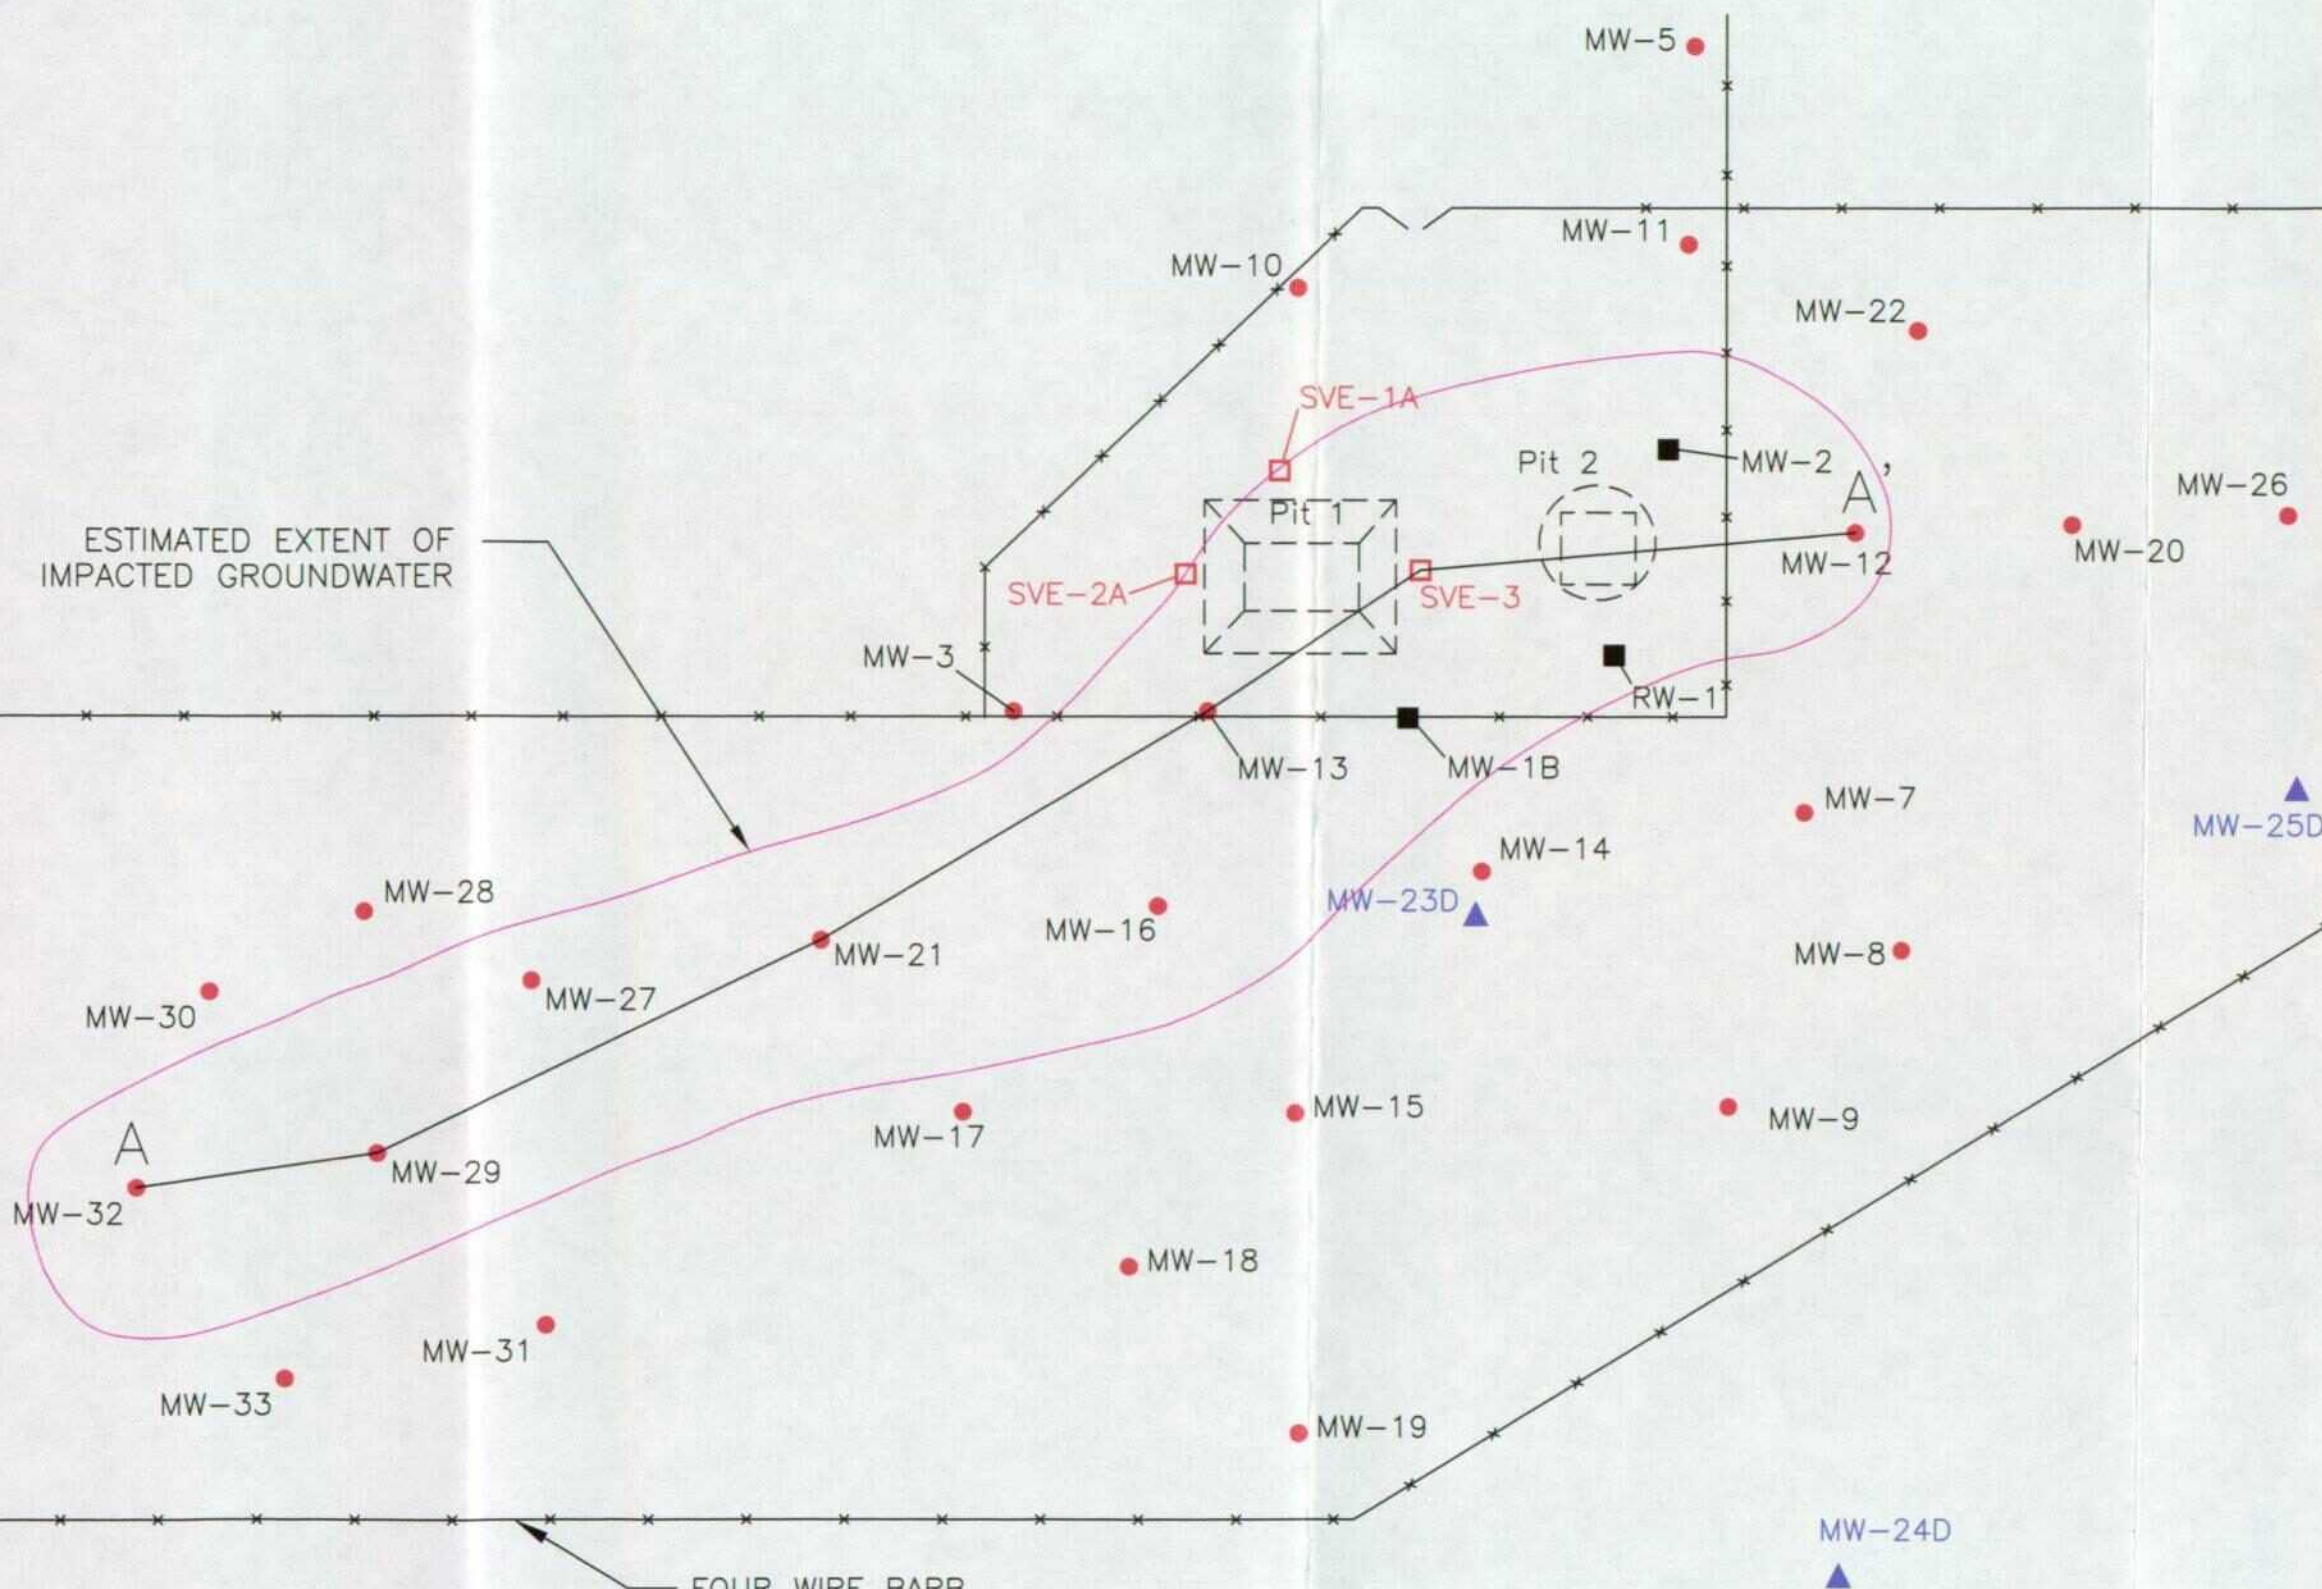 MW-5
MW-11
MW-10
MW-22
SVE-1A
Pit 2
MW-2
A'
MW-26
Pit 1
ESTIMATED EXTENT OF
IMPACTED GROUNDWATER
MW-20
MW-12
SVE-2A
SVE-3
MW-3
RW-1
MW-13
MW-1B
MW-7
MW-25D
MW-14
MW-28
MW-23D
MW-16
MW-21
MW-8
MW-27
MW-30
MW-15
MW-9
MW-17
A
MW-29
MW-32
MW-18
MW-31
MW-33
MW-19
MW-24D
FOUR WIRE BARB